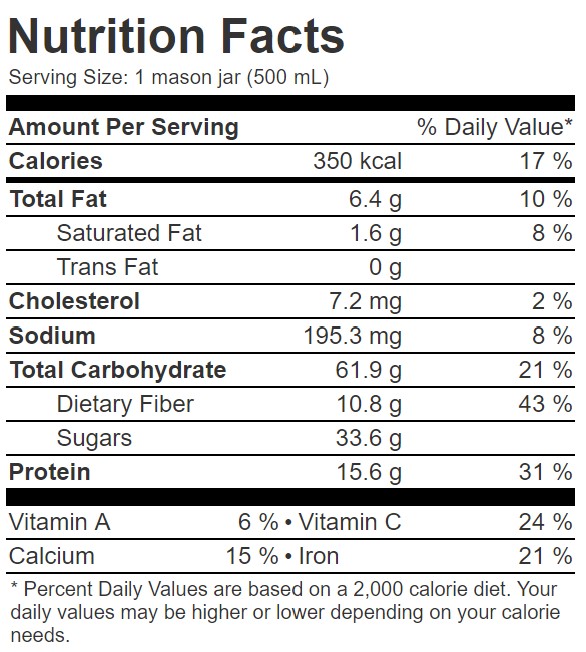 Nutrition Facts
Serving Size: 1 mason jar (500 mL)
Amount Per Serving % Daily Value*
Calories 350 kcal 17 %
Total Fat 6.4 g 10 %
Saturated Fat 1.6 g 8 %
Trans Fat 0 g
Cholesterol 7.2 mg 2 %
Sodium 195.3 mg 8 %
Total Carbohydrate 61.9 g 21 %
Dietary Fiber 10.8 g 43 %
Sugars 33.6 g
Protein 15.6 g 31 %
Vitamin A 6 % • Vitamin C 24 %
Calcium 15 % • Iron 21 %
* Percent Daily Values are based on a 2,000 calorie diet. Your
daily values may be higher or lower depending on your calorie
needs.